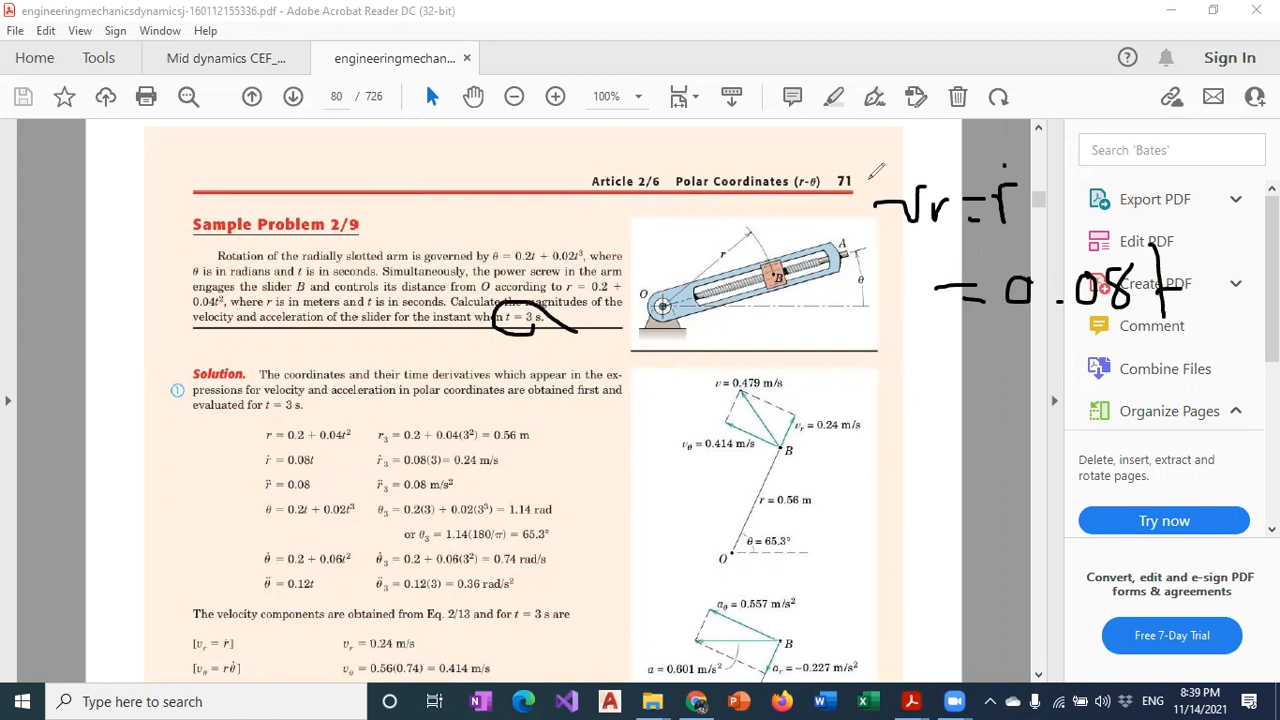 engineeringmechanicsdynamicsj-160112155336.pdf - Adobe Acrobat Reader DC (32-bit)
File Edit View Sign Window Help
Home Tools Mid dynamics CEF_... engineeringmechan... ×
80 / 726 100%
Sign In
Article 2/6 Polar Coordinates (r-θ) 71
Sample Problem 2/9
Rotation of the radially slotted arm is governed by θ = 0.2t + 0.02t³, where
θ is in radians and t is in seconds. Simultaneously, the power screw in the arm
engages the slider B and controls its distance from O according to r = 0.2 +
0.04t², where r is in meters and t is in seconds. Calculate the magnitudes of the
velocity and acceleration of the slider for the instant when t = 3 s.
r
A
B
O
θ
Solution. The coordinates and their time derivatives which appear in the ex-
① pressions for velocity and acceleration in polar coordinates are obtained first and
evaluated for t = 3 s.
r = 0.2 + 0.04t² r₃ = 0.2 + 0.04(3²) = 0.56 m
ṙ = 0.08t ṙ₃ = 0.08(3) = 0.24 m/s
r̈ = 0.08 r̈₃ = 0.08 m/s²
θ = 0.2t + 0.02t³ θ₃ = 0.2(3) + 0.02(3³) = 1.14 rad
or θ₃ = 1.14(180/π) = 65.3°
θ̇ = 0.2 + 0.06t² θ̇₃ = 0.2 + 0.06(3²) = 0.74 rad/s
θ̈ = 0.12t θ̈₃ = 0.12(3) = 0.36 rad/s²
The velocity components are obtained from Eq. 2/13 and for t = 3 s are
[vᵣ = ṙ] vᵣ = 0.24 m/s
[v_θ = rθ̇] v_θ = 0.56(0.74) = 0.414 m/s
v = 0.479 m/s
vᵣ = 0.24 m/s
v_θ = 0.414 m/s
B
r = 0.56 m
θ = 65.3°
O
a_θ = 0.557 m/s²
B
a = 0.601 m/s²
aᵣ = −0.227 m/s²
vr = ṙ
= 0.08t
Search 'Bates'
Export PDF
Edit PDF
Create PDF
Comment
Combine Files
Organize Pages
Delete, insert, extract and
rotate pages.
Try now
Convert, edit and e-sign PDF
forms & agreements
Free 7-Day Trial
Type here to search
ENG
8:39 PM
11/14/2021